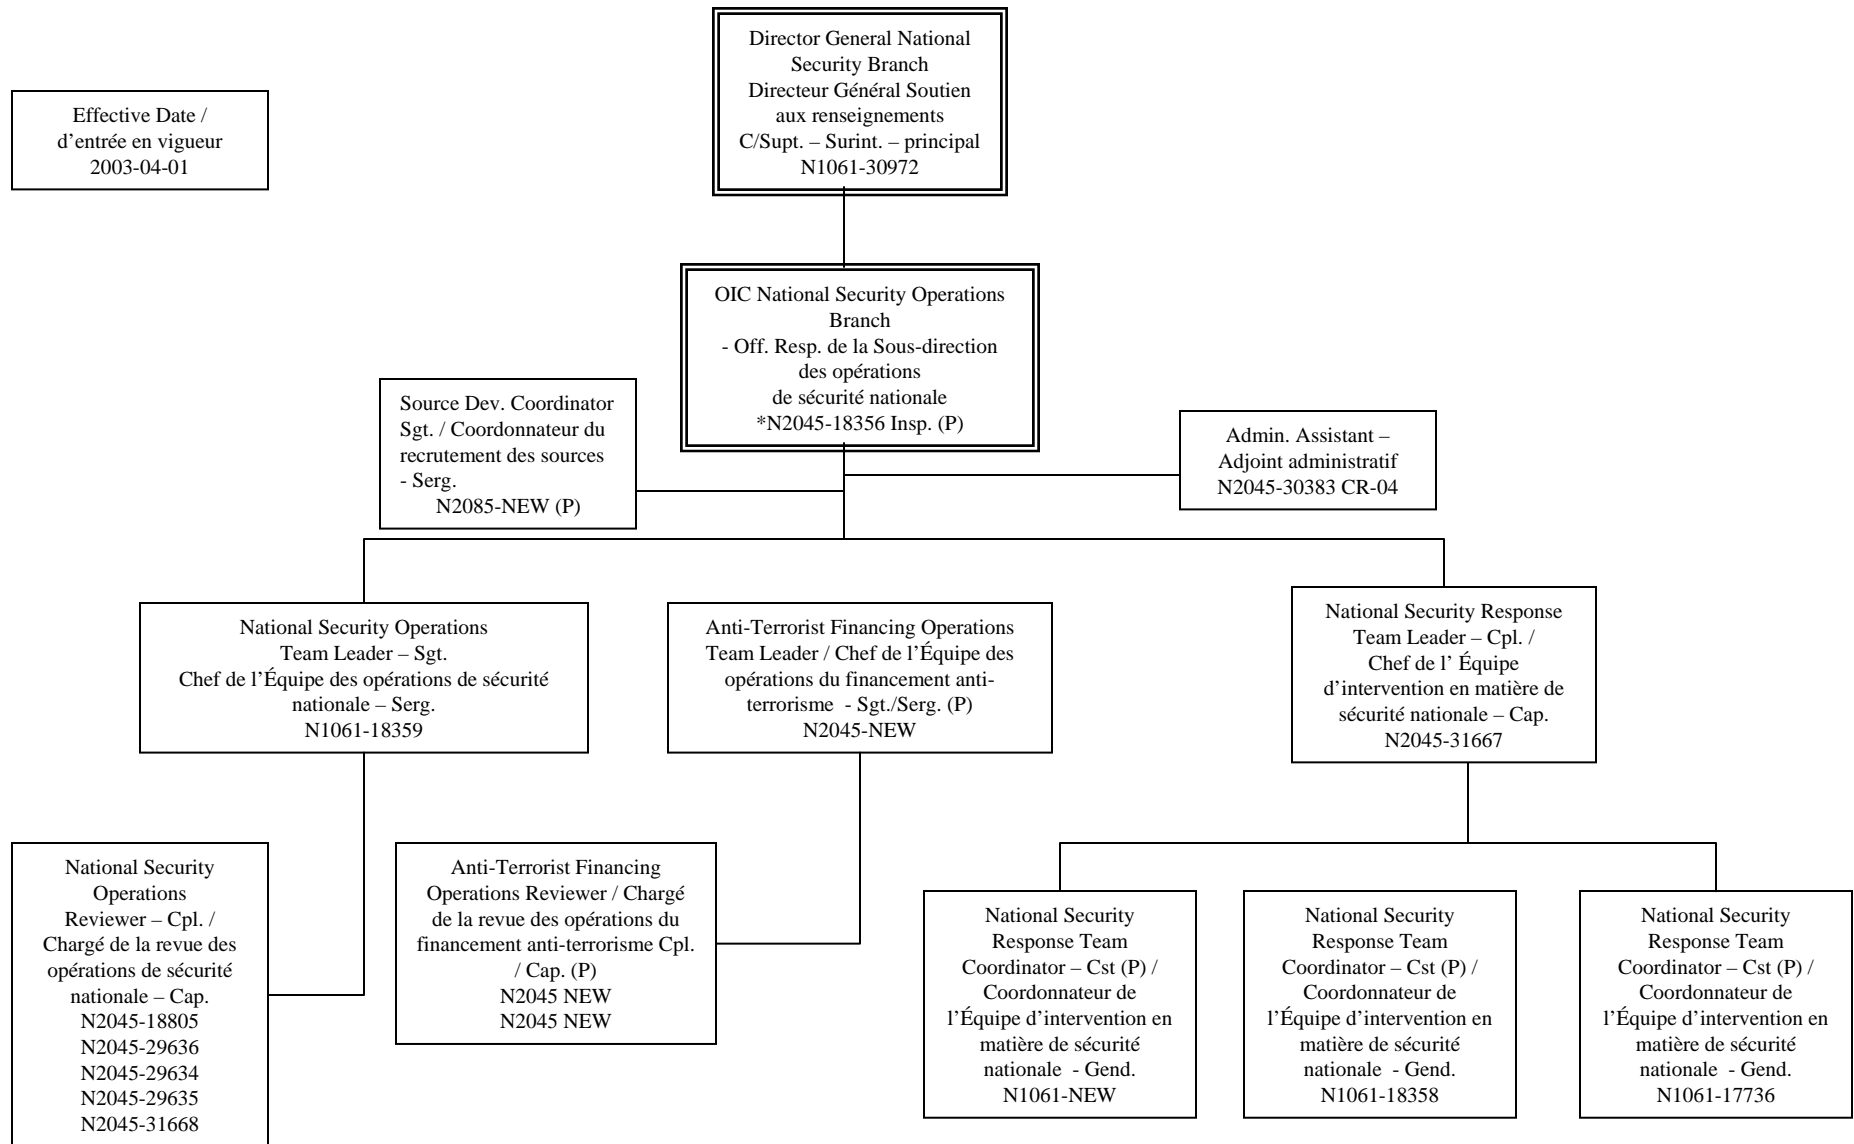 Director General National
Security Branch
Directeur Général Soutien
aux renseignements
C/Supt. – Surint. – principal
N1061-30972
Effective Date /
d’entrée en vigueur
2003-04-01
OIC National Security Operations
Branch
- Off. Resp. de la Sous-direction
des opérations
de sécurité nationale
*N2045-18356 Insp. (P)
Source Dev. Coordinator
Sgt. / Coordonnateur du
recrutement des sources
- Serg.
N2085-NEW (P)
Admin. Assistant –
Adjoint administratif
N2045-30383 CR-04
National Security Operations
Team Leader – Sgt.
Chef de l’Équipe des opérations de sécurité
nationale – Serg.
N1061-18359
Anti-Terrorist Financing Operations
Team Leader / Chef de l’Équipe des
opérations du financement anti-
terrorisme - Sgt./Serg. (P)
N2045-NEW
National Security Response
Team Leader – Cpl. /
Chef de l’ Équipe
d’intervention en matière de
sécurité nationale – Cap.
N2045-31667
National Security
Operations
Reviewer – Cpl. /
Chargé de la revue des
opérations de sécurité
nationale – Cap.
N2045-18805
N2045-29636
N2045-29634
N2045-29635
N2045-31668
Anti-Terrorist Financing
Operations Reviewer / Chargé
de la revue des opérations du
financement anti-terrorisme Cpl.
/ Cap. (P)
N2045 NEW
N2045 NEW
National Security
Response Team
Coordinator – Cst (P) /
Coordonnateur de
l’Équipe d’intervention en
matière de sécurité
nationale - Gend.
N1061-NEW
National Security
Response Team
Coordinator – Cst (P) /
Coordonnateur de
l’Équipe d’intervention en
matière de sécurité
nationale - Gend.
N1061-18358
National Security
Response Team
Coordinator – Cst (P) /
Coordonnateur de
l’Équipe d’intervention en
matière de sécurité
nationale - Gend.
N1061-17736